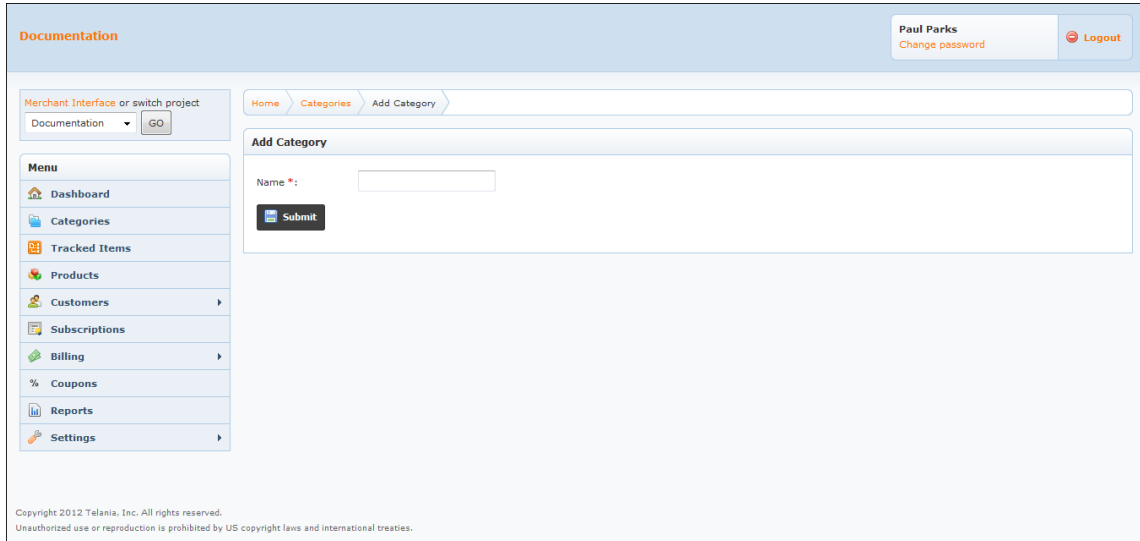 Documentation
Paul Parks
Change password
Logout
Merchant Interface or switch project
Documentation
GO
Home
Categories
Add Category
Add Category
Name *:
Submit
Menu
Dashboard
Categories
Tracked Items
Products
Customers
Subscriptions
Billing
% Coupons
Reports
Settings
Copyright 2012 Telania, Inc. All rights reserved.
Unauthorized use or reproduction is prohibited by US copyright laws and international treaties.